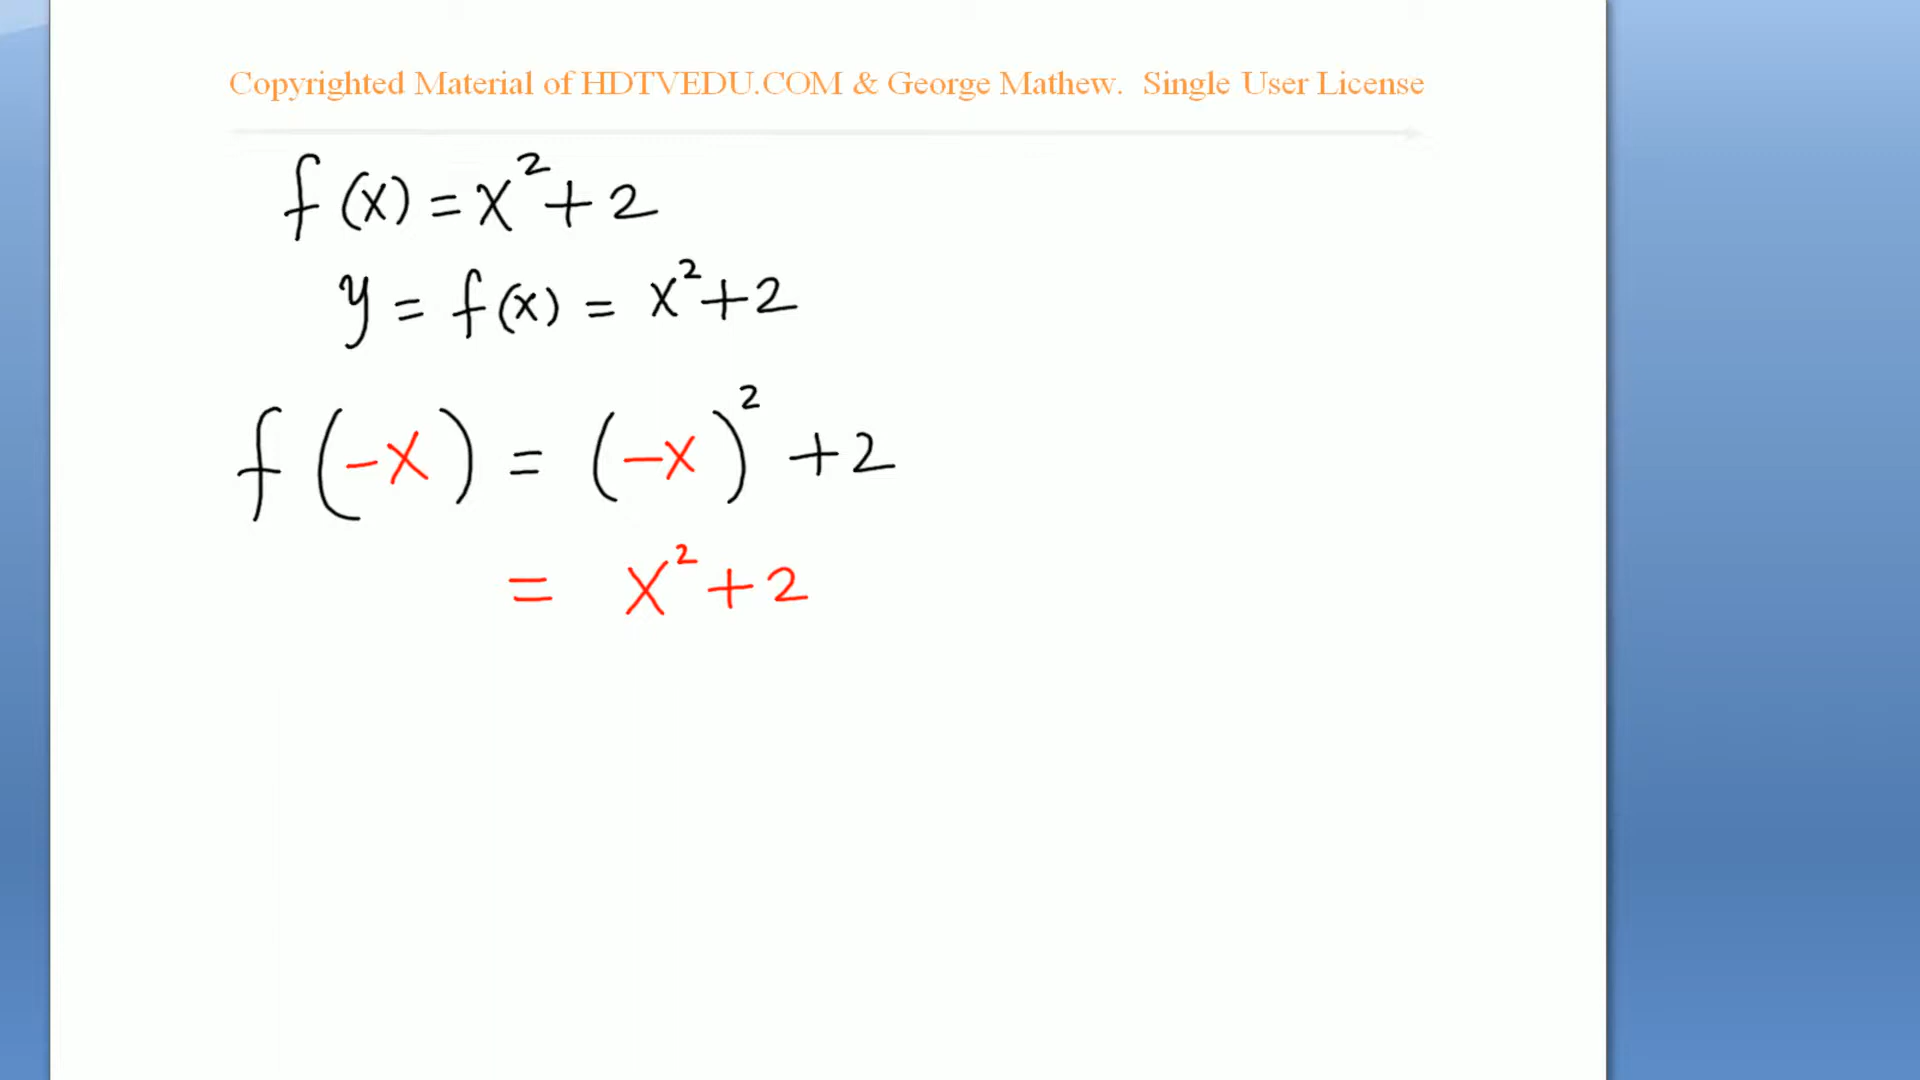 Copyrighted Material of HDTVEDU.COM & George Mathew. Single User License
f(x) = x² + 2
y = f(x) = x² + 2
f(-x) = (-x)² + 2
= x² + 2